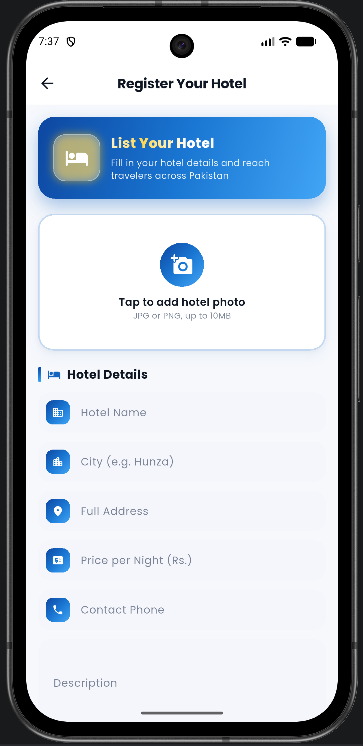 7:37
Register Your Hotel
List Your Hotel
Fill in your hotel details and reach
travelers across Pakistan
Tap to add hotel photo
JPG or PNG, up to 10MB
Hotel Details
Hotel Name
City (e.g. Hunza)
Full Address
Price per Night (Rs.)
Contact Phone
Description